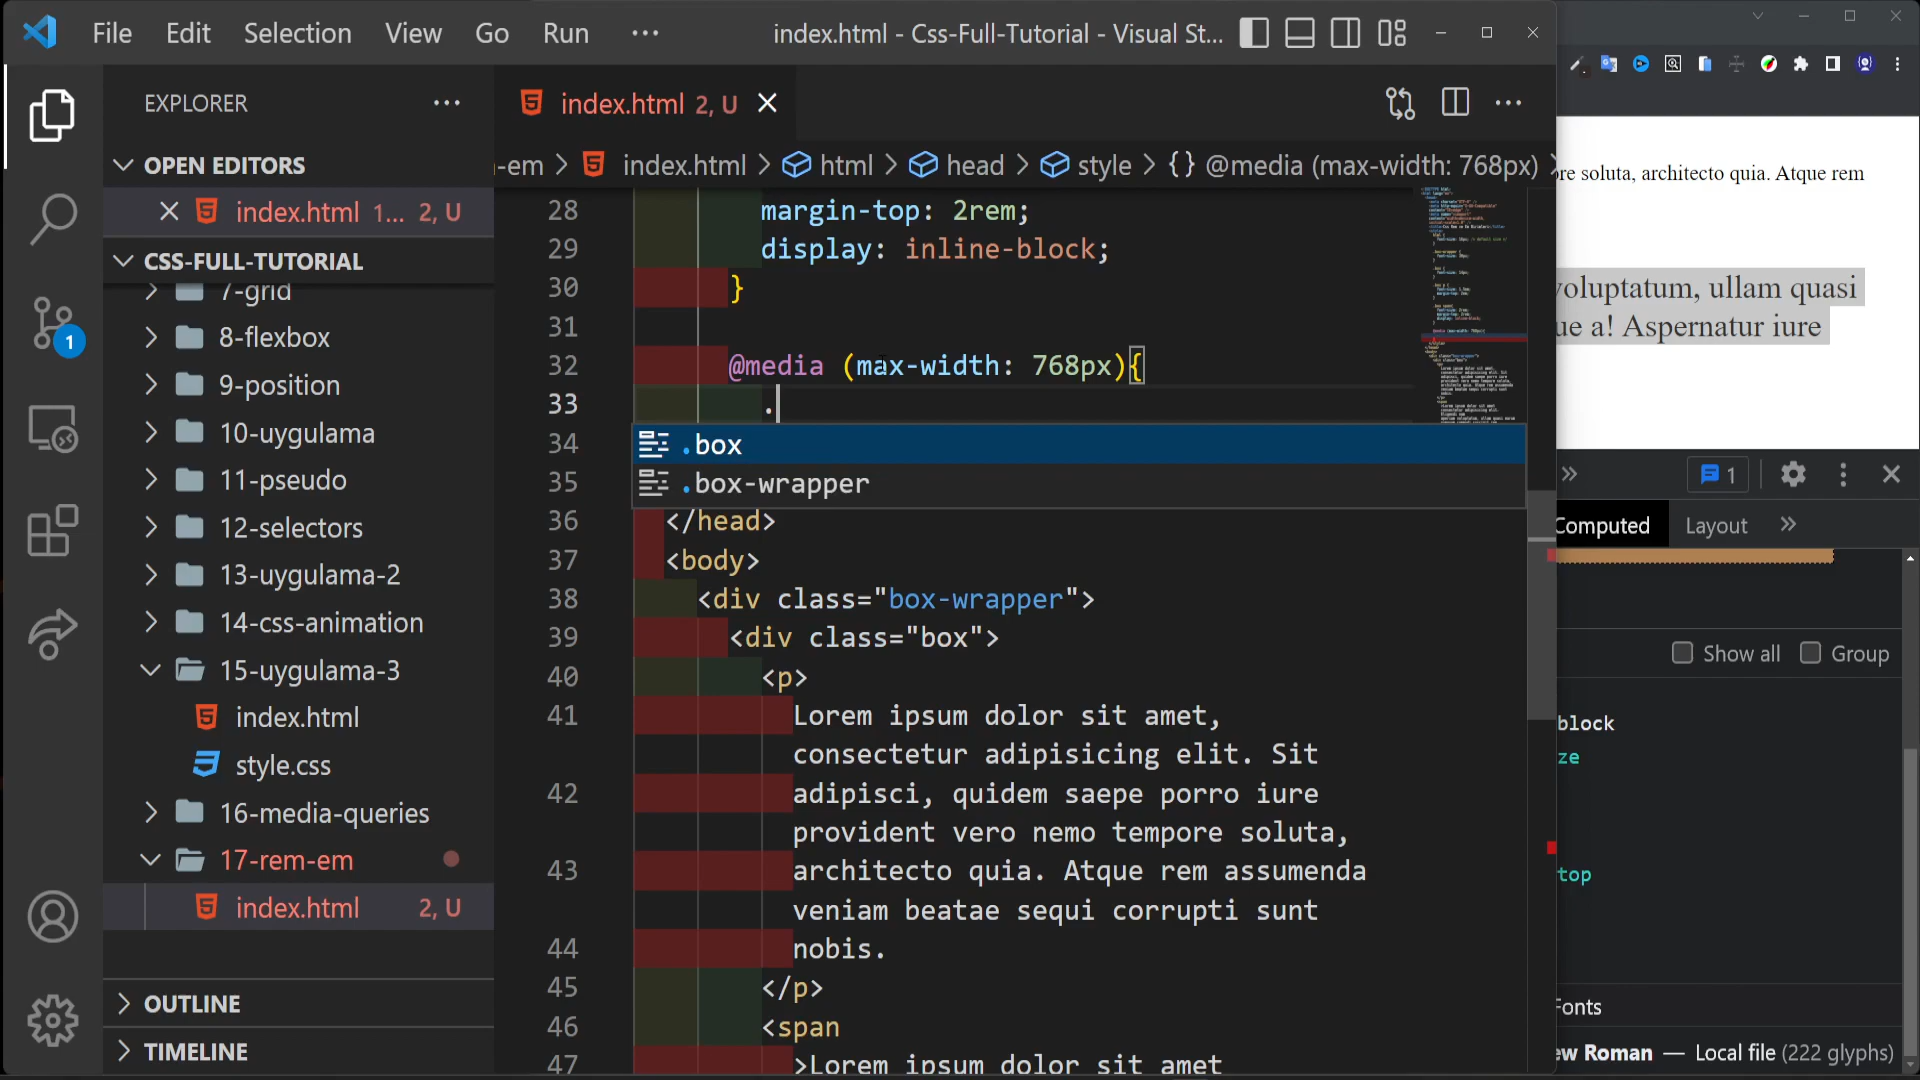 File Edit Selection View Go Run ··· index.html - Css-Full-Tutorial - Visual St...
EXPLORER ···
OPEN EDITORS
index.html 1... 2, U
CSS-FULL-TUTORIAL
7-grid
8-flexbox
9-position
10-uygulama
11-pseudo
12-selectors
13-uygulama-2
14-css-animation
15-uygulama-3
index.html
style.css
16-media-queries
17-rem-em
index.html 2, U
OUTLINE
TIMELINE
1
index.html 2, U
-em > index.html > html > head > style > {} @media (max-width: 768px)
28 margin-top: 2rem;
29 display: inline-block;
30 }
31
32 @media (max-width: 768px){
33 .
34 .box
35 .box-wrapper
36 </head>
37 <body>
38 <div class="box-wrapper">
39 <div class="box">
40 <p>
41 Lorem ipsum dolor sit amet,
consectetur adipisicing elit. Sit
42 adipisci, quidem saepe porro iure
provident vero nemo tempore soluta,
43 architecto quia. Atque rem assumenda
veniam beatae sequi corrupti sunt
44 nobis.
45 </p>
46 <span
47 >Lorem ipsum dolor sit amet
re soluta, architecto quia. Atque rem
voluptatum, ullam quasi
ue a! Aspernatur iure
» 1
Computed Layout »
Show all Group
block
ze
top
Fonts
ew Roman — Local file (222 glyphs)